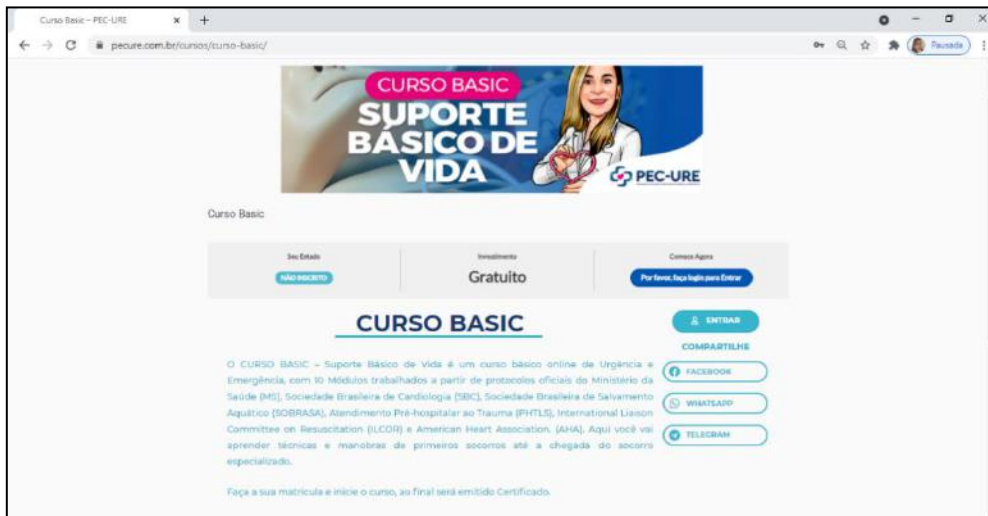 Curso Basic – PEC-URE
pecure.com.br/cursos/curso-basic/
Pausada
CURSO BASIC
SUPORTE
BÁSICO DE
VIDA
PEC-URE
Curso Basic
Seu Estado
NÃO INSCRITO
Investimento
Gratuito
Comece Agora
Por favor, faça login para Entrar
CURSO BASIC
O CURSO BASIC – Suporte Básico de Vida é um curso básico online de Urgência e
Emergência, com 10 Módulos trabalhados a partir de protocolos oficiais do Ministério da
Saúde (MS), Sociedade Brasileira de Cardiologia (SBC), Sociedade Brasileira de Salvamento
Aquático (SOBRASA), Atendimento Pré-hospitalar ao Trauma (PHTLS), International Liaison
Committee on Resuscitation (ILCOR) e American Heart Association, (AHA). Aqui você vai
aprender técnicas e manobras de primeiros socorros até a chegada do socorro
especializado.
Faça a sua matrícula e inicie o curso, ao final será emitido Certificado.
ENTRAR
COMPARTILHE
FACEBOOK
WHATSAPP
TELEGRAM